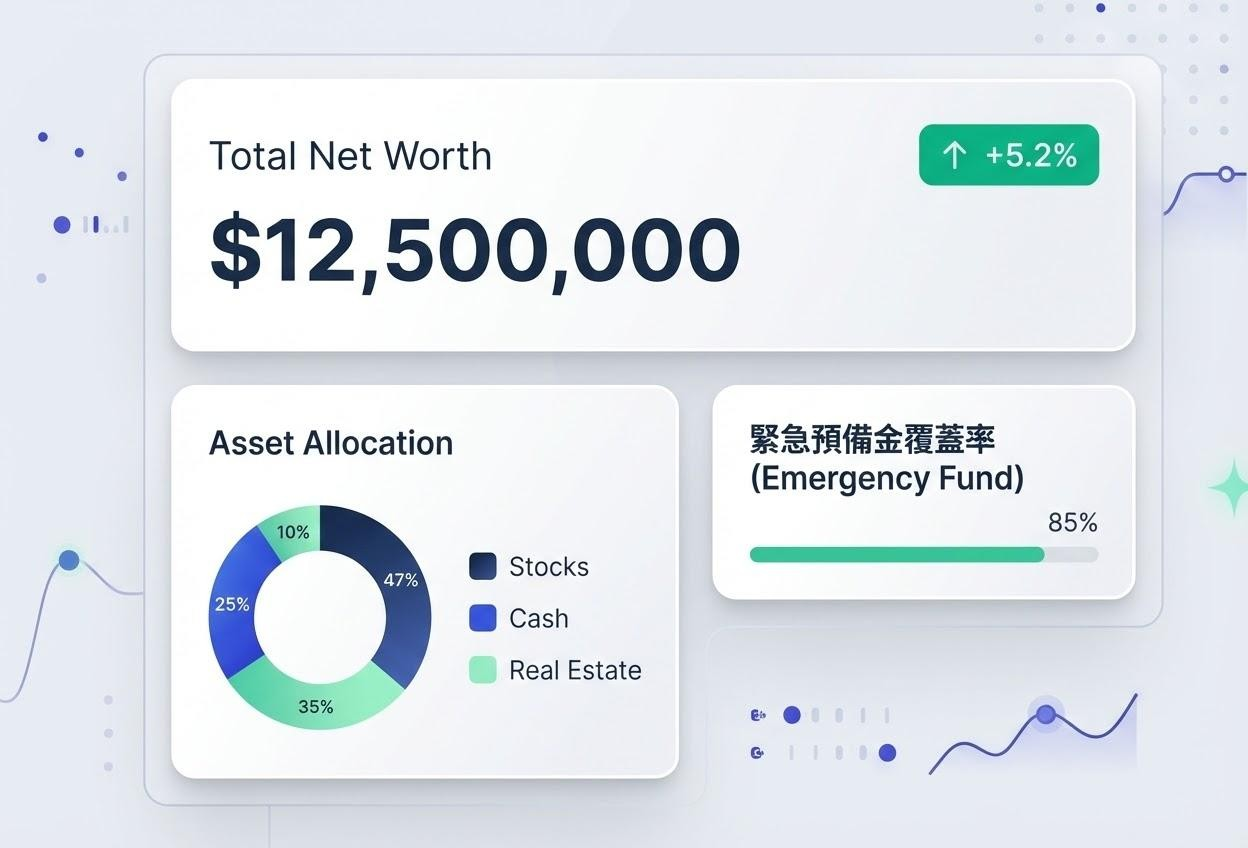 Total Net Worth
↑ +5.2%
$12,500,000
Asset Allocation
10%
47%
25%
35%
Stocks
Cash
Real Estate
緊急預備金覆蓋率
(Emergency Fund)
85%